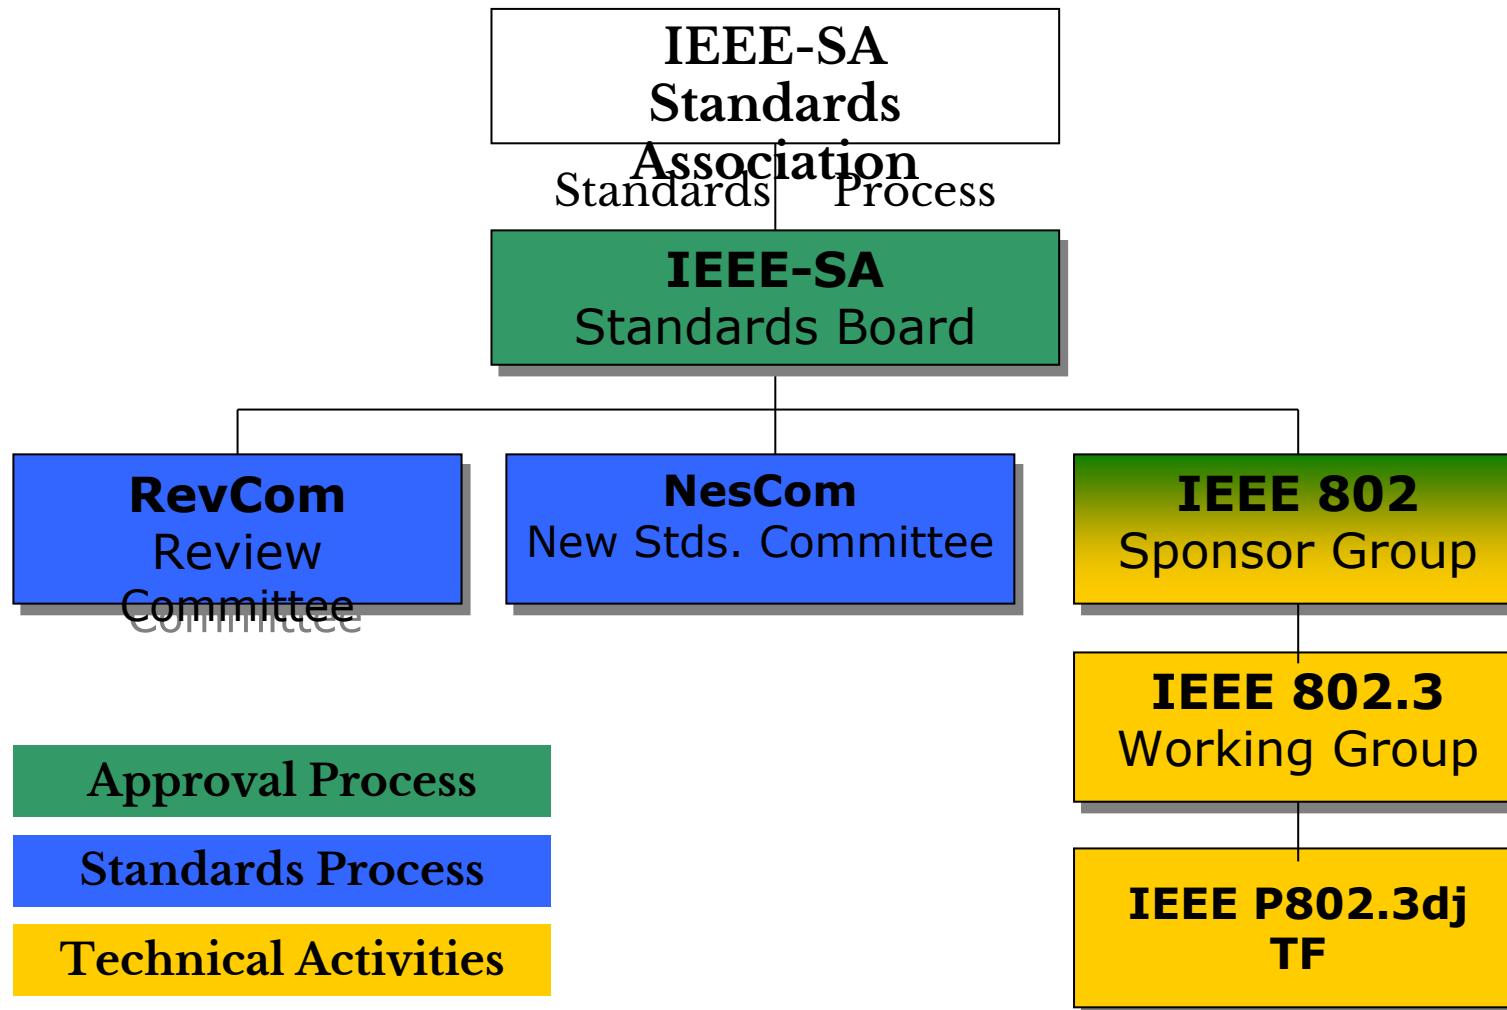 IEEE-SA
Standards
Association
Standards Process
IEEE-SA
Standards Board
RevCom
Review
Committee
NesCom
New Stds. Committee
IEEE 802
Sponsor Group
IEEE 802.3
Working Group
IEEE P802.3dj
TF
Approval Process
Standards Process
Technical Activities